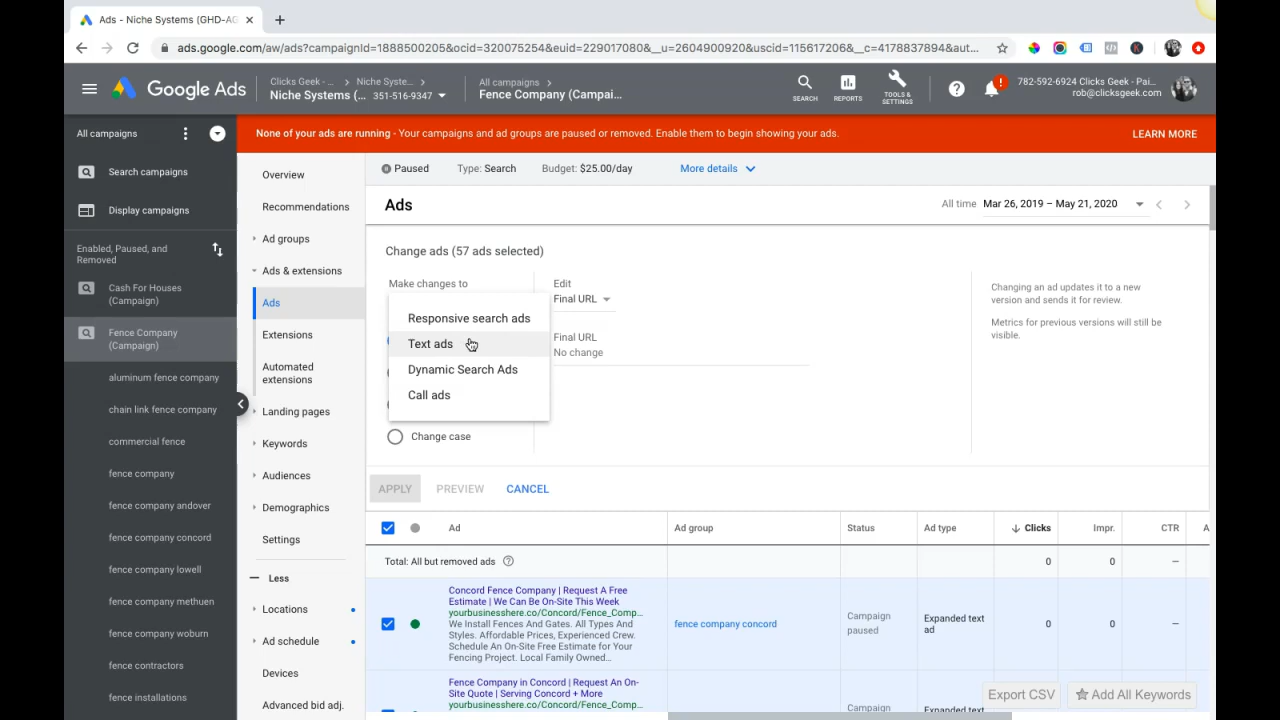 Ads - Niche Systems (GHD-AG
ads.google.com/aw/ads?campaignId=1888500205&ocid=320075254&euid=229017080&__u=2604900920&uscid=115617206&__c=4178837894&aut...
Google Ads
Clicks Geek - ...
Niche Syste...
Niche Systems (...
351-516-9347
All campaigns
Fence Company (Campai...
SEARCH
REPORTS
TOOLS &
SETTINGS
782-592-6924 Clicks Geek - Pai...
rob@clicksgeek.com
All campaigns
None of your ads are running - Your campaigns and ad groups are paused or removed. Enable them to begin showing your ads.
LEARN MORE
Search campaigns
Display campaigns
Enabled, Paused, and
Removed
Cash For Houses
(Campaign)
Fence Company
(Campaign)
aluminum fence company
chain link fence company
commercial fence
fence company
fence company andover
fence company concord
fence company lowell
fence company methuen
fence company woburn
fence contractors
fence installations
Overview
Recommendations
Ad groups
Ads & extensions
Ads
Extensions
Automated
extensions
Landing pages
Keywords
Audiences
Demographics
Settings
Less
Locations
Ad schedule
Devices
Advanced bid adj.
Paused
Type: Search
Budget: $25.00/day
More details
Ads
All time
Mar 26, 2019 – May 21, 2020
Change ads (57 ads selected)
Make changes to
Responsive search ads
Text ads
Dynamic Search Ads
Call ads
Change case
Edit
Final URL
Final URL
No change
Changing an ad updates it to a new
version and sends it for review.
Metrics for previous versions will still be
visible.
APPLY
PREVIEW
CANCEL
Ad
Ad group
Status
Ad type
Clicks
Impr.
CTR
A
Total: All but removed ads
0
0
–
Concord Fence Company | Request A Free
Estimate | We Can Be On-Site This Week
yourbusinesshere.co/Concord/Fence_Comp...
We Install Fences And Gates. All Types And
Styles. Affordable Prices, Experienced Crew.
Schedule An On-Site Free Estimate for Your
Fencing Project. Local Family Owned...
fence company concord
Campaign
paused
Expanded text
ad
0
0
–
Fence Company in Concord | Request An On-
Site Quote | Serving Concord + More
yourbusinesshere.co/Concord/Fence_Comp...
Campaign
Expanded text
Export CSV
Add All Keywords